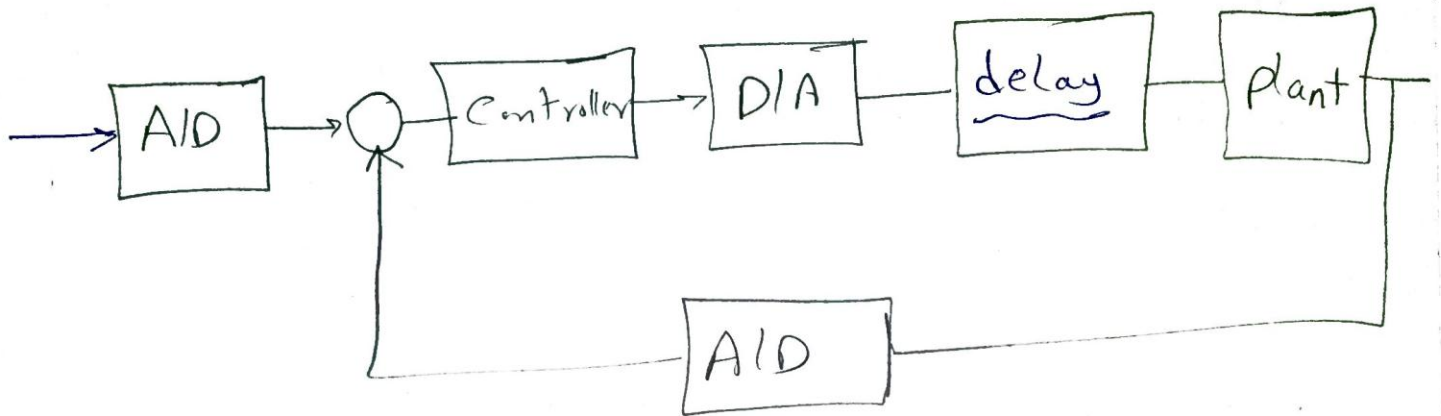 A/D
Controller
D/A
delay
plant
A/D